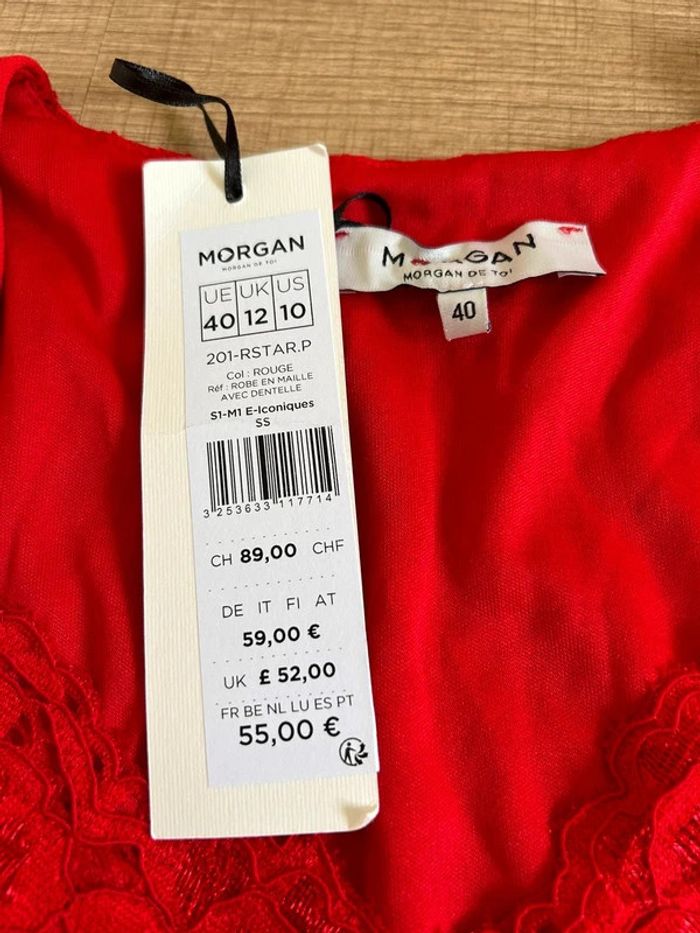 MORGAN
MORGAN DE TOI
UE UK US
40 12 10
201-RSTAR.P
Col : ROUGE
Réf : ROBE EN MAILLE
AVEC DENTELLE
S1-M1 E-Iconiques
SS
3 253633 117714
CH 89,00 CHF
DE IT FI AT
59,00 €
UK £ 52,00
FR BE NL LU ES PT
55,00 €
MORGAN
MORGAN DE TOI
40